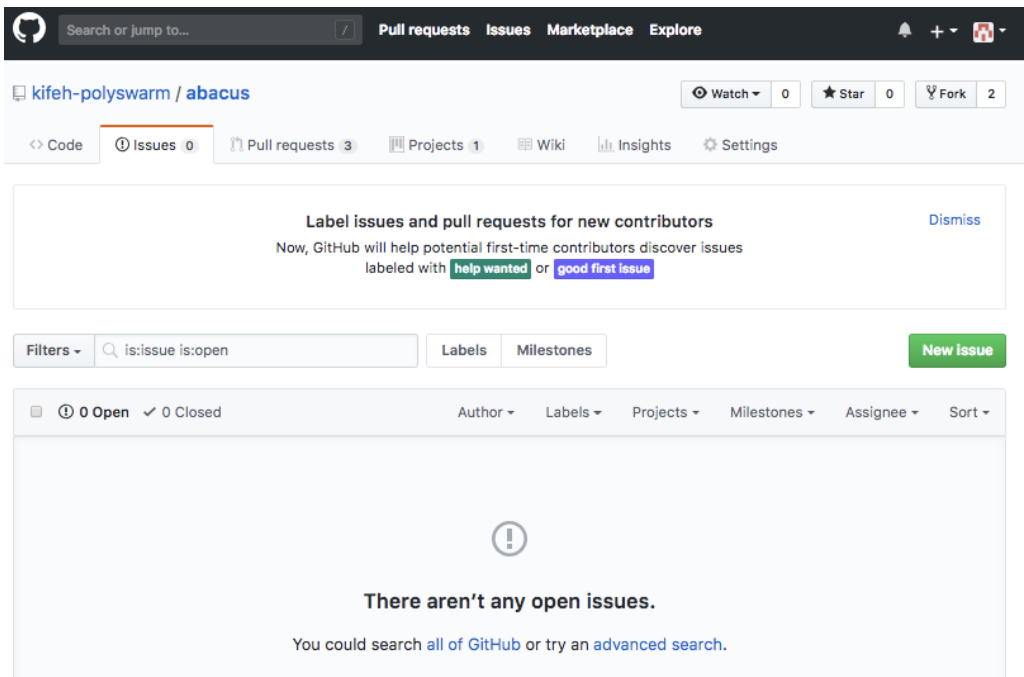 Search or jump to... / Pull requests Issues Marketplace Explore
kifeh-polyswarm / abacus Watch 0 Star 0 Fork 2
Code Issues 0 Pull requests 3 Projects 1 Wiki Insights Settings
Label issues and pull requests for new contributors Dismiss
Now, GitHub will help potential first-time contributors discover issues
labeled with help wanted or good first issue
Filters is:issue is:open Labels Milestones New issue
0 Open 0 Closed Author Labels Projects Milestones Assignee Sort
There aren’t any open issues.
You could search all of GitHub or try an advanced search.